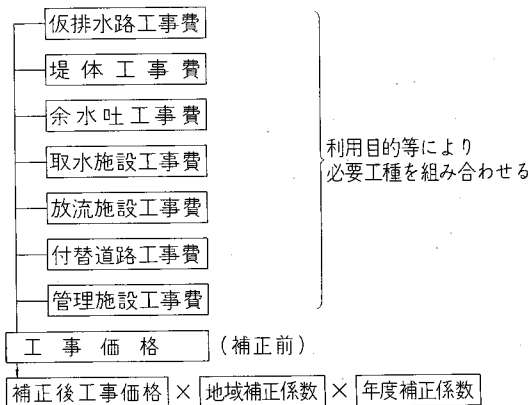 仮排水路工事費
堤体工事費
余水吐工事費
取水施設工事費
放流施設工事費
付替道路工事費
管理施設工事費
利用目的等により
必要工種を組み合わせる
工事価格 (補正前)
補正後工事価格 × 地域補正係数 × 年度補正係数